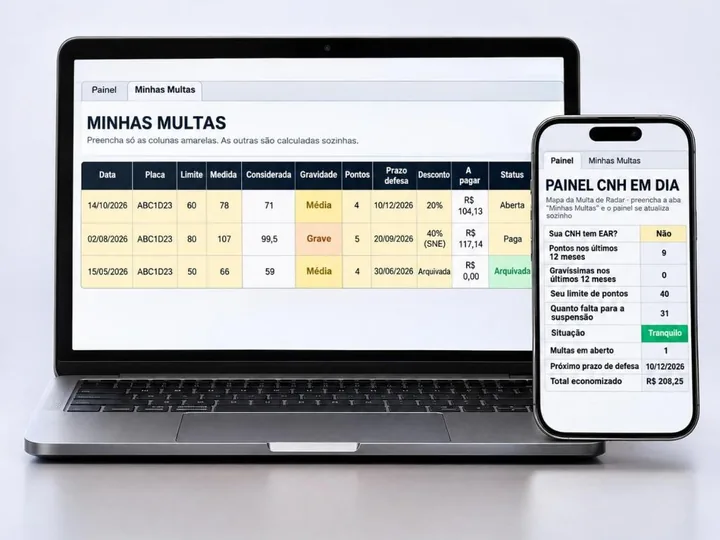 Painel Minhas Multas
MINHAS MULTAS
Preencha só as colunas amarelas. As outras são calculadas sozinhas.
Data Placa Limite Medida Considerada Gravidade Pontos Prazo defesa Desconto A pagar Status
14/10/2026 ABC1D23 60 78 71 Média 4 10/12/2026 20% R$ 104,13 Aberta
02/08/2026 ABC1D23 80 107 99,5 Grave 5 20/09/2026 40% (SNE) R$ 117,14 Paga
15/05/2026 ABC1D23 50 66 59 Média 4 30/06/2026 Arquivada R$ 0,00 Arquivada
Painel Minhas Multas
PAINEL CNH EM DIA
Mapa da Multa de Radar · preencha a aba
"Minhas Multas" e o painel se atualiza
sozinho
Sua CNH tem EAR? Não
Pontos nos últimos 12 meses 9
Gravíssimas nos últimos 12 meses 0
Seu limite de pontos 40
Quanto falta para a suspensão 31
Situação Tranquilo
Multas em aberto 1
Próximo prazo de defesa 10/12/2026
Total economizado R$ 208,25